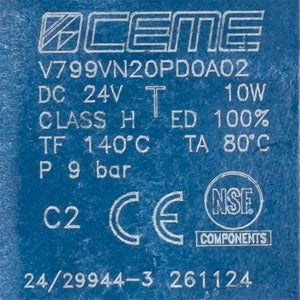 CEME
V799VN20PD0A02
DC 24V T 10W
CLASS H ED 100%
TF 140°C TA 80°C
P 9 bar
C2 CE NSF
COMPONENTS
24/29944-3 261124